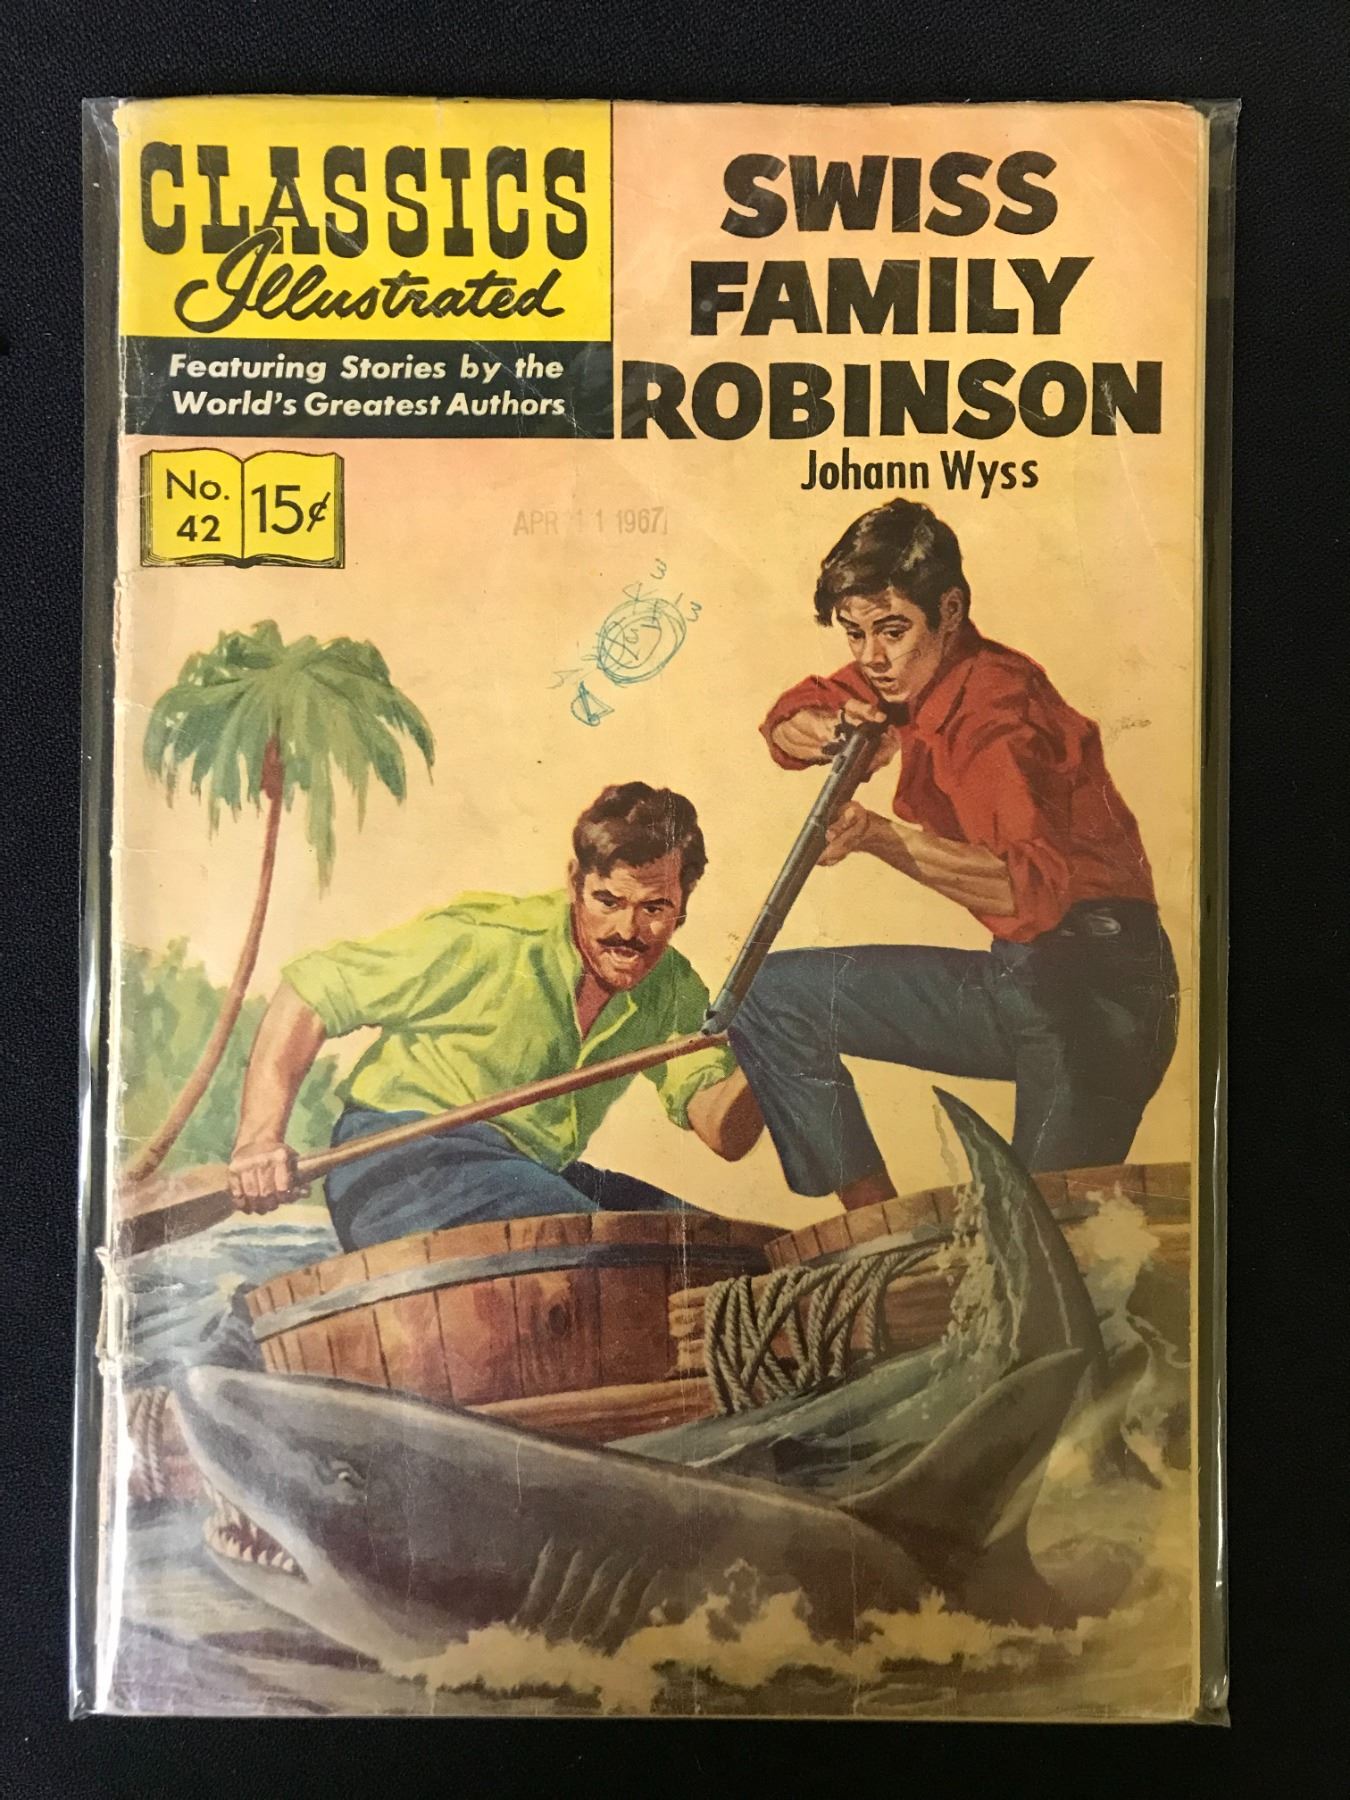 CLASSICS
Illustrated
Featuring Stories by the
World's Greatest Authors
No.
42
15¢
SWISS
FAMILY
ROBINSON
Johann Wyss
APR 11 1967